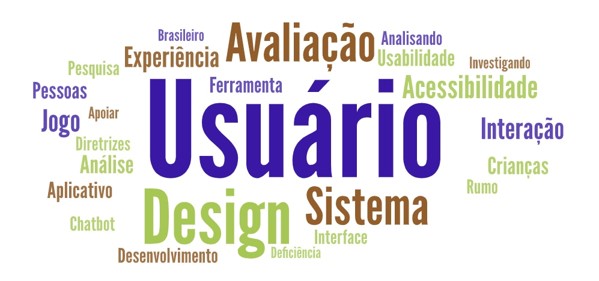 Brasileiro
Avaliação
Analisando
Experiência
Usabilidade
Investigando
Pesquisa
Pessoas
Ferramenta
Acessibilidade
Usuário
Jogo
Apoiar
Interação
Diretrizes
Análise
Crianças
Aplicativo
Rumo
Chatbot
Design
Sistema
Interface
Desenvolvimento
Deficiência